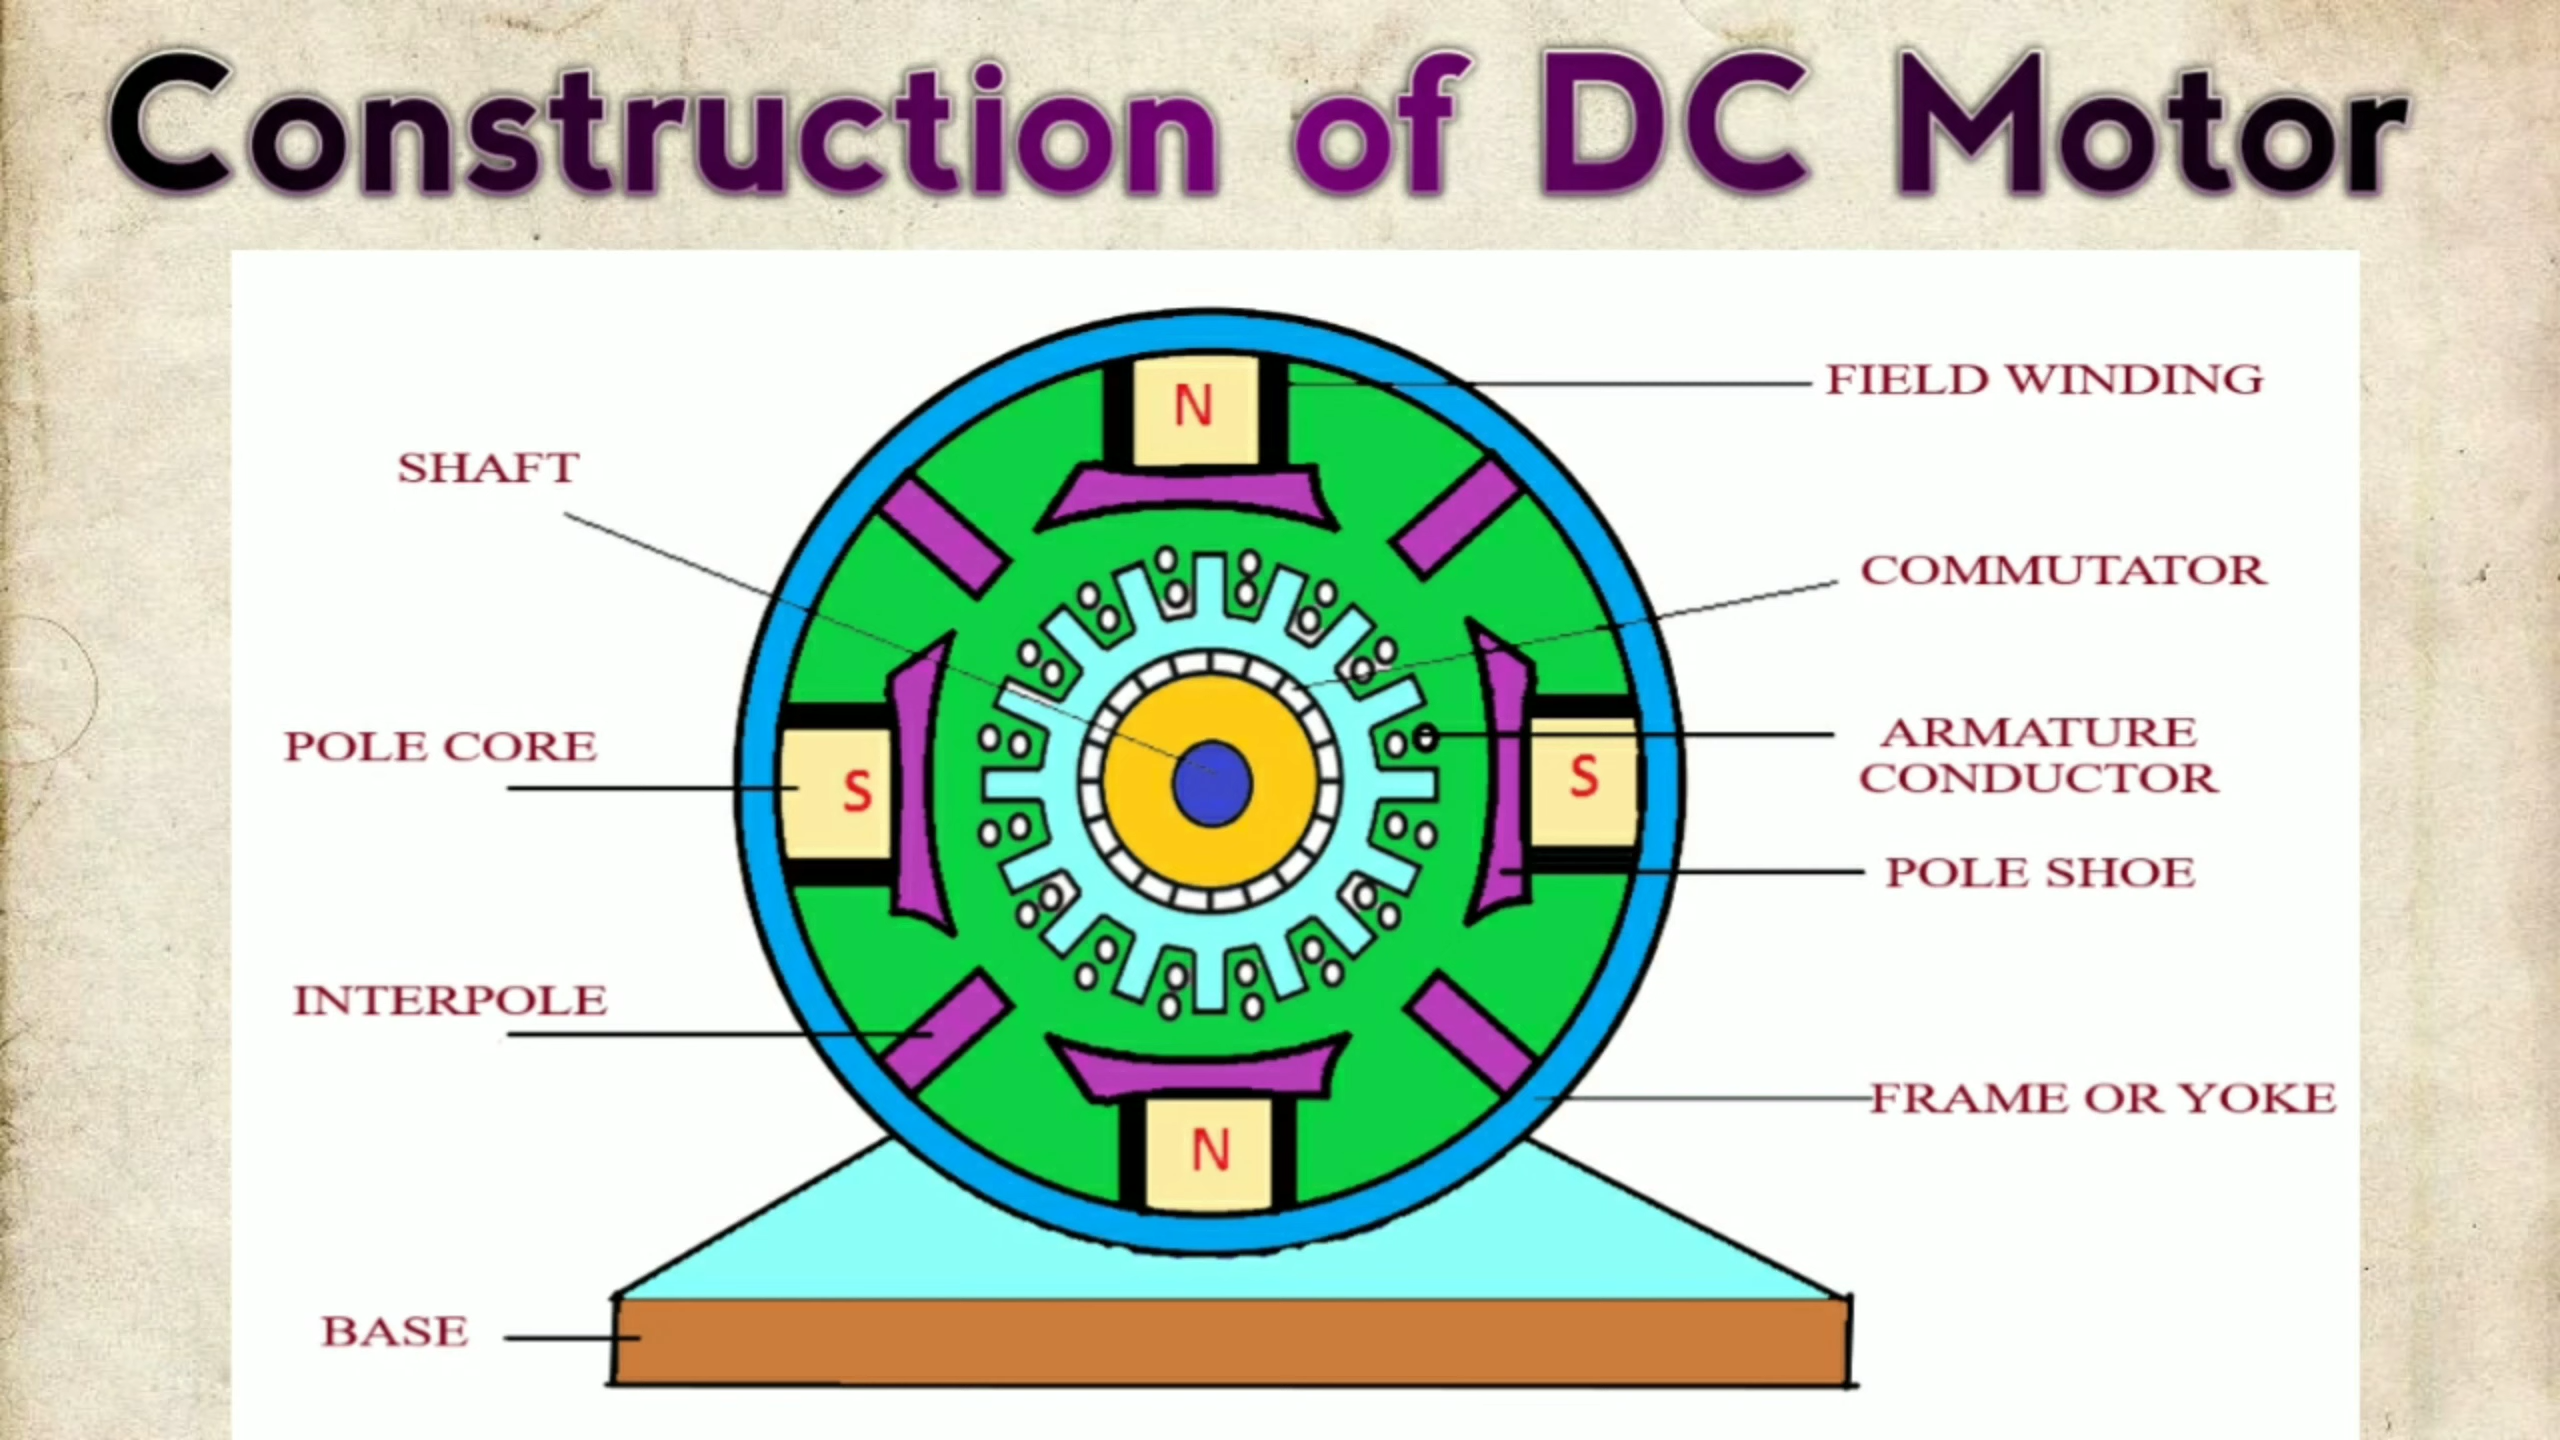 Construction of DC Motor
N
FIELD WINDING
SHAFT
COMMUTATOR
ARMATURE
CONDUCTOR
POLE CORE
S
S
POLE SHOE
INTERPOLE
FRAME OR YOKE
N
BASE